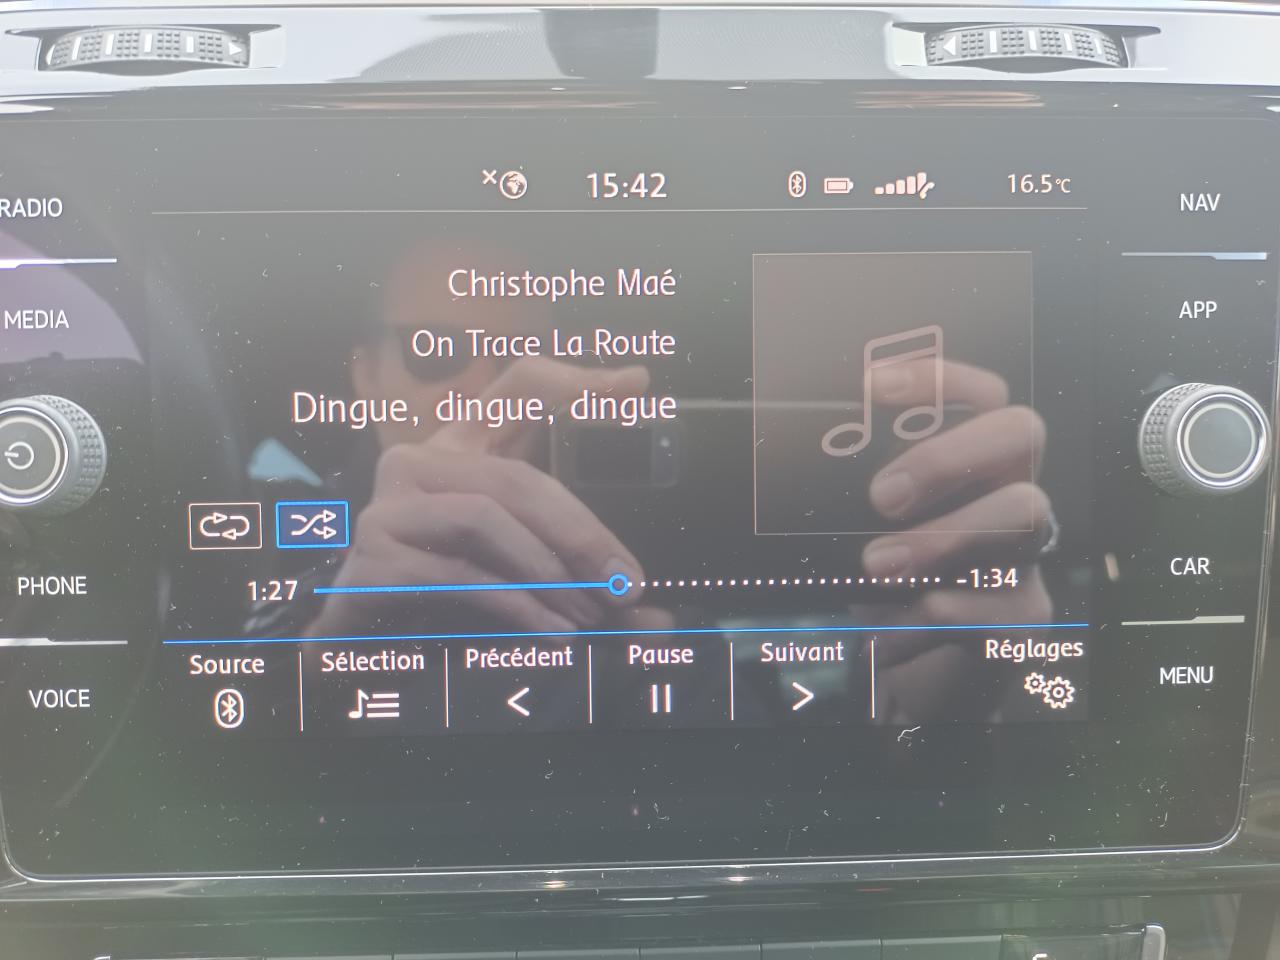 15:42
16.5°C
RADIO
MEDIA
PHONE
VOICE
Christophe Maé
On Trace La Route
Dingue, dingue, dingue
1:27
-1:34
Source
Sélection
Précédent
Pause
Suivant
Réglages
NAV
APP
CAR
MENU